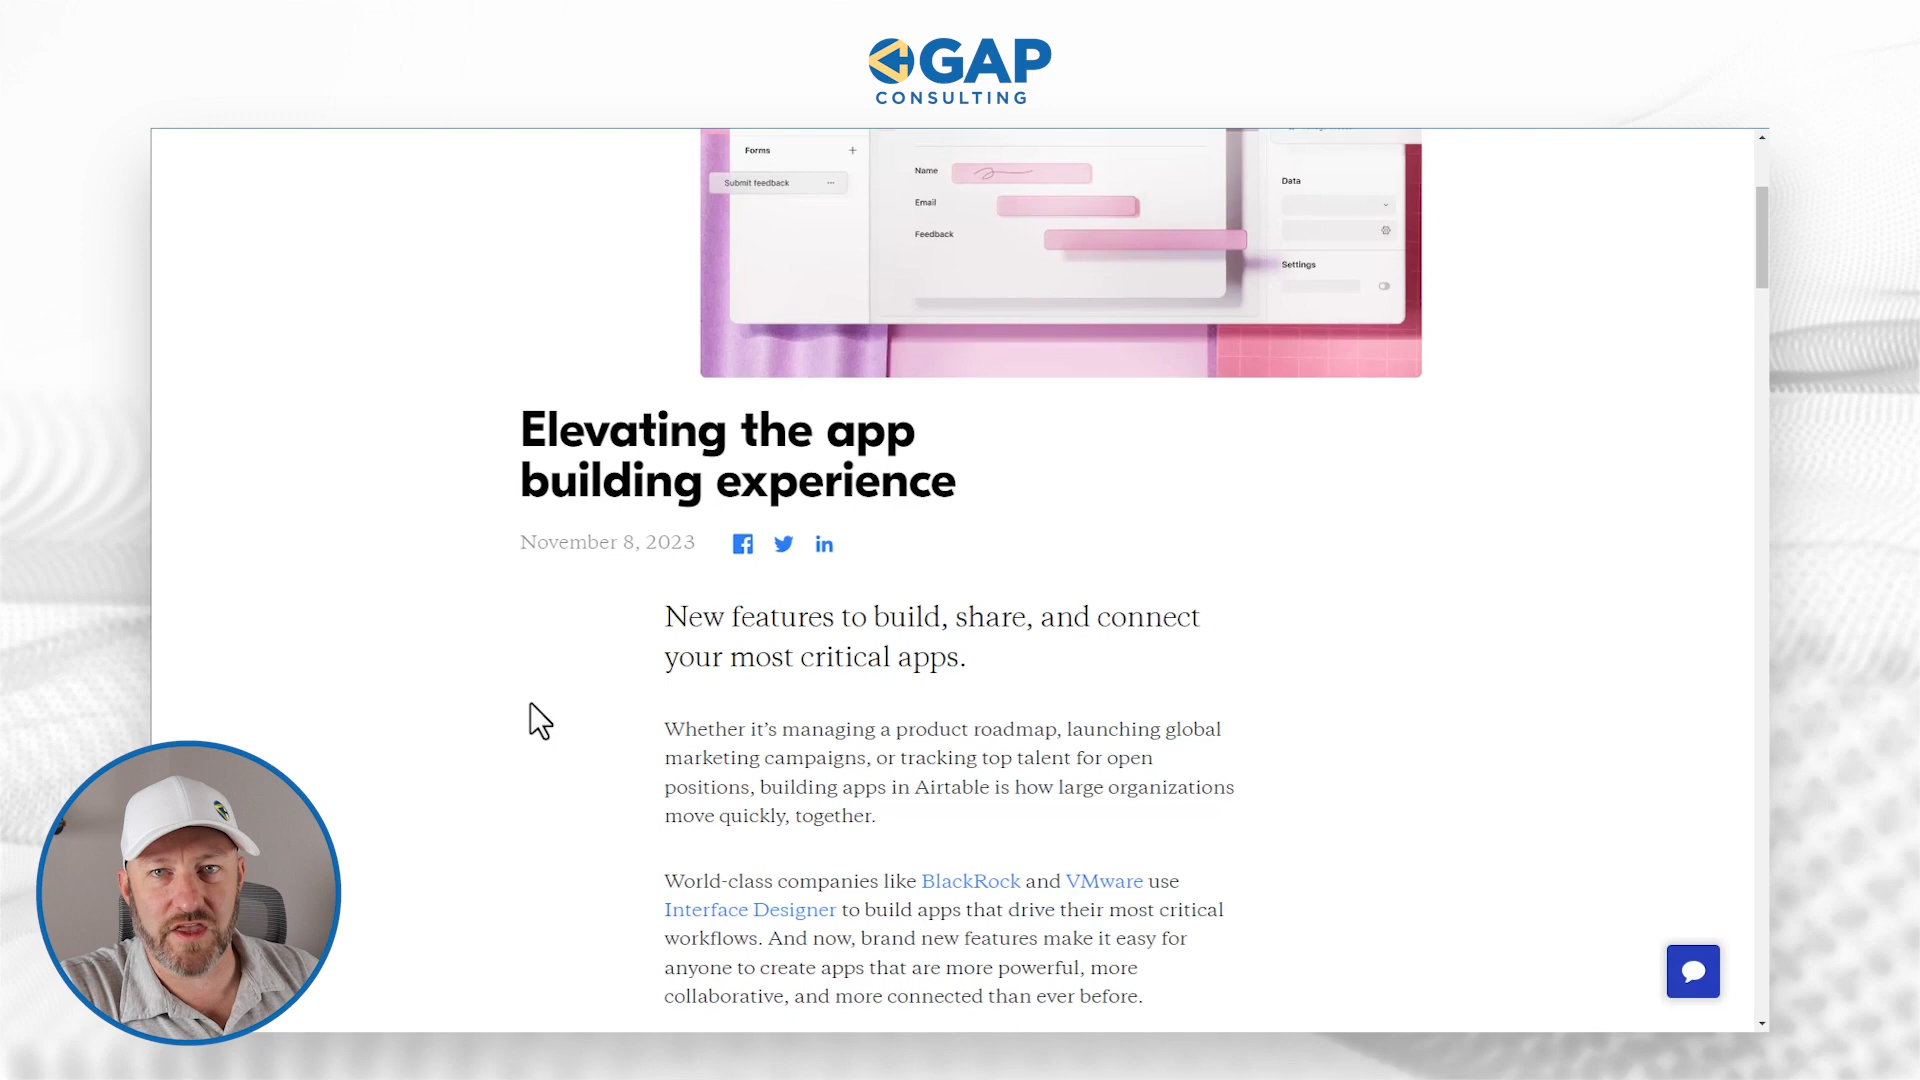 GAP
CONSULTING
Forms +
Submit feedback ...
Name
Email
Feedback
Data
Settings
Elevating the app
building experience
November 8, 2023
New features to build, share, and connect
your most critical apps.
Whether it’s managing a product roadmap, launching global
marketing campaigns, or tracking top talent for open
positions, building apps in Airtable is how large organizations
move quickly, together.
World-class companies like BlackRock and VMware use
Interface Designer to build apps that drive their most critical
workflows. And now, brand new features make it easy for
anyone to create apps that are more powerful, more
collaborative, and more connected than ever before.